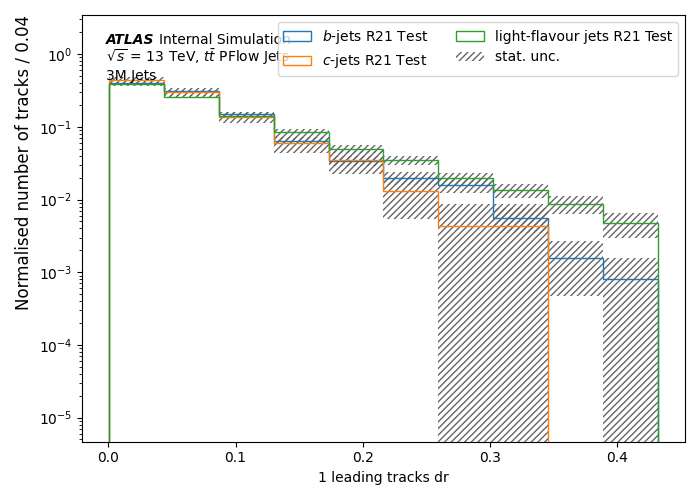 ATLAS Internal Simulation
√s = 13 TeV, tt̄ PFlow Jets
3M Jets
b-jets R21 Test
c-jets R21 Test
light-flavour jets R21 Test
stat. unc.
Normalised number of tracks / 0.04
10⁰
10⁻¹
10⁻²
10⁻³
10⁻⁴
10⁻⁵
0.0 0.1 0.2 0.3 0.4
1 leading tracks dr